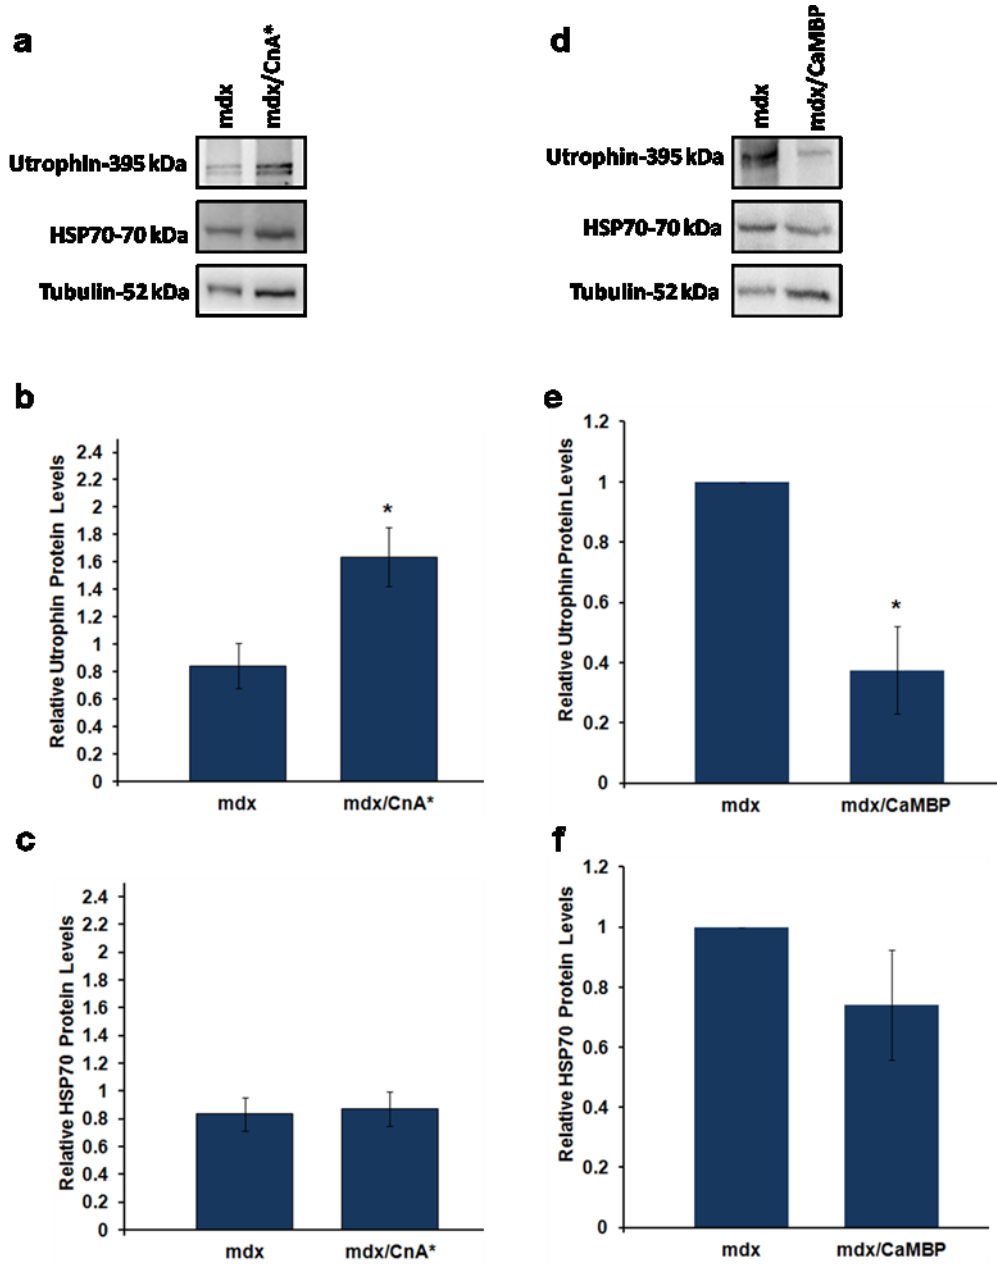 a
mdx
mdx/CnA*
Utrophin-395 kDa
HSP70-70 kDa
Tubulin-52 kDa
d
mdx
mdx/CaMBP
Utrophin-395 kDa
HSP70-70 kDa
Tubulin-52 kDa
b
Relative Utrophin Protein Levels
2.4
2.2
2
1.8
1.6
1.4
1.2
1
0.8
0.6
0.4
0.2
0
*
mdx
mdx/CnA*
e
Relative Utrophin Protein Levels
1.2
1
0.8
0.6
0.4
0.2
0
*
mdx
mdx/CaMBP
c
Relative HSP70 Protein Levels
2.4
2.2
2
1.8
1.6
1.4
1.2
1
0.8
0.6
0.4
0.2
0
mdx
mdx/CnA*
f
Relative HSP70 Protein Levels
1.2
1
0.8
0.6
0.4
0.2
0
mdx
mdx/CaMBP